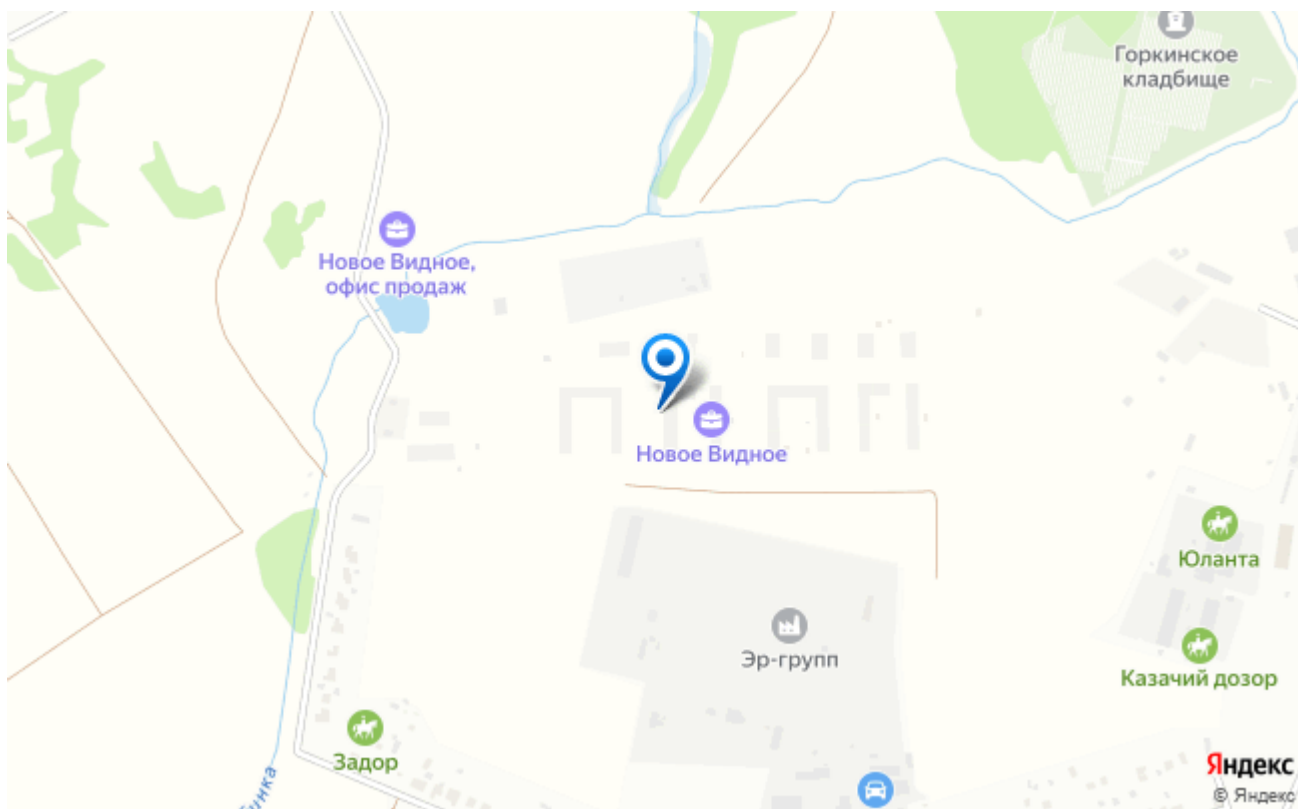 Горкинское
кладбище
Новое Видное,
офис продаж
Новое Видное
Юланта
Эр-групп
Казачий дозор
Задор
Яндекс
© Яндекс